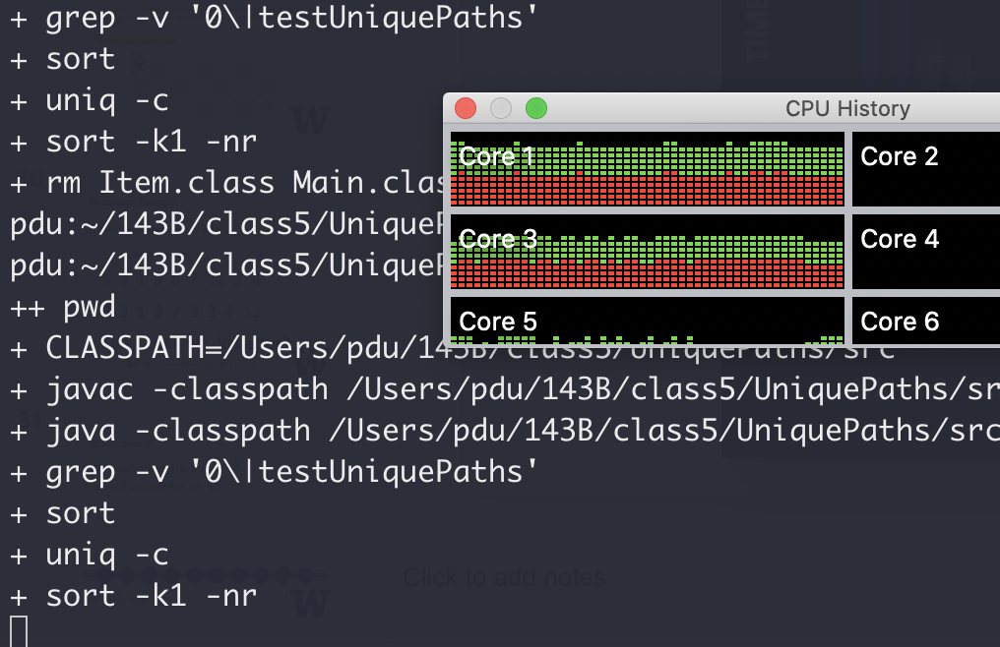 + grep -v '0\|testUniquePaths'
+ sort
+ uniq -c
+ sort -k1 -nr
+ rm Item.class Main.clas
pdu:~/143B/class5/Unique
pdu:~/143B/class5/Unique
++ pwd
+ CLASSPATH=/Users/pdu/143B/class5/UniquePaths/src
+ javac -classpath /Users/pdu/143B/class5/UniquePaths/sr
+ java -classpath /Users/pdu/143B/class5/UniquePaths/src
+ grep -v '0\|testUniquePaths'
+ sort
+ uniq -c
+ sort -k1 -nr
CPU History
Core 1
Core 2
Core 3
Core 4
Core 5
Core 6
Click to add notes
W
W
TIME